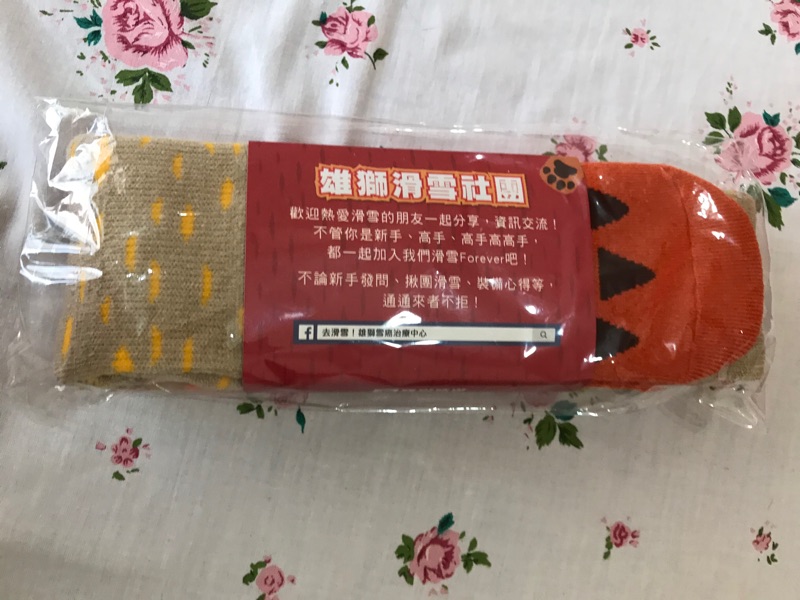 雄獅滑雪社團
歡迎熱愛滑雪的朋友一起分享，資訊交流！
不管你是新手、高手、高手高高手，
都一起加入我們滑雪Forever吧！
不論新手發問、揪團滑雪、裝備心得等，
通通來者不拒！
f 去滑雪！雄獅雪癮治療中心